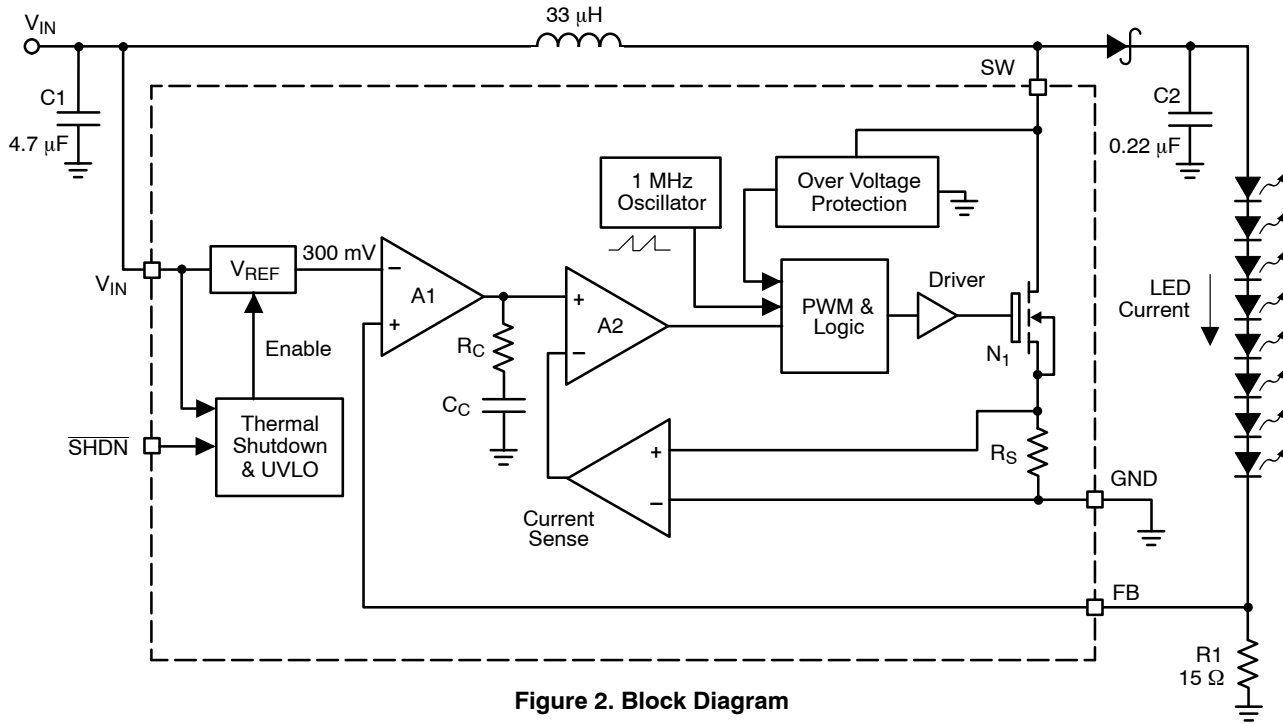 V_IN
33 μH
SW
C1
4.7 μF
C2
0.22 μF
1 MHz
Oscillator
Over Voltage
Protection
V_IN
V_REF
300 mV
−
+
A1
+
−
A2
PWM &
Logic
Driver
N_1
LED
Current
Enable
R_C
C_C
SHDN
Thermal
Shutdown
& UVLO
+
−
Current
Sense
R_S
GND
FB
R1
15 Ω
Figure 2. Block Diagram